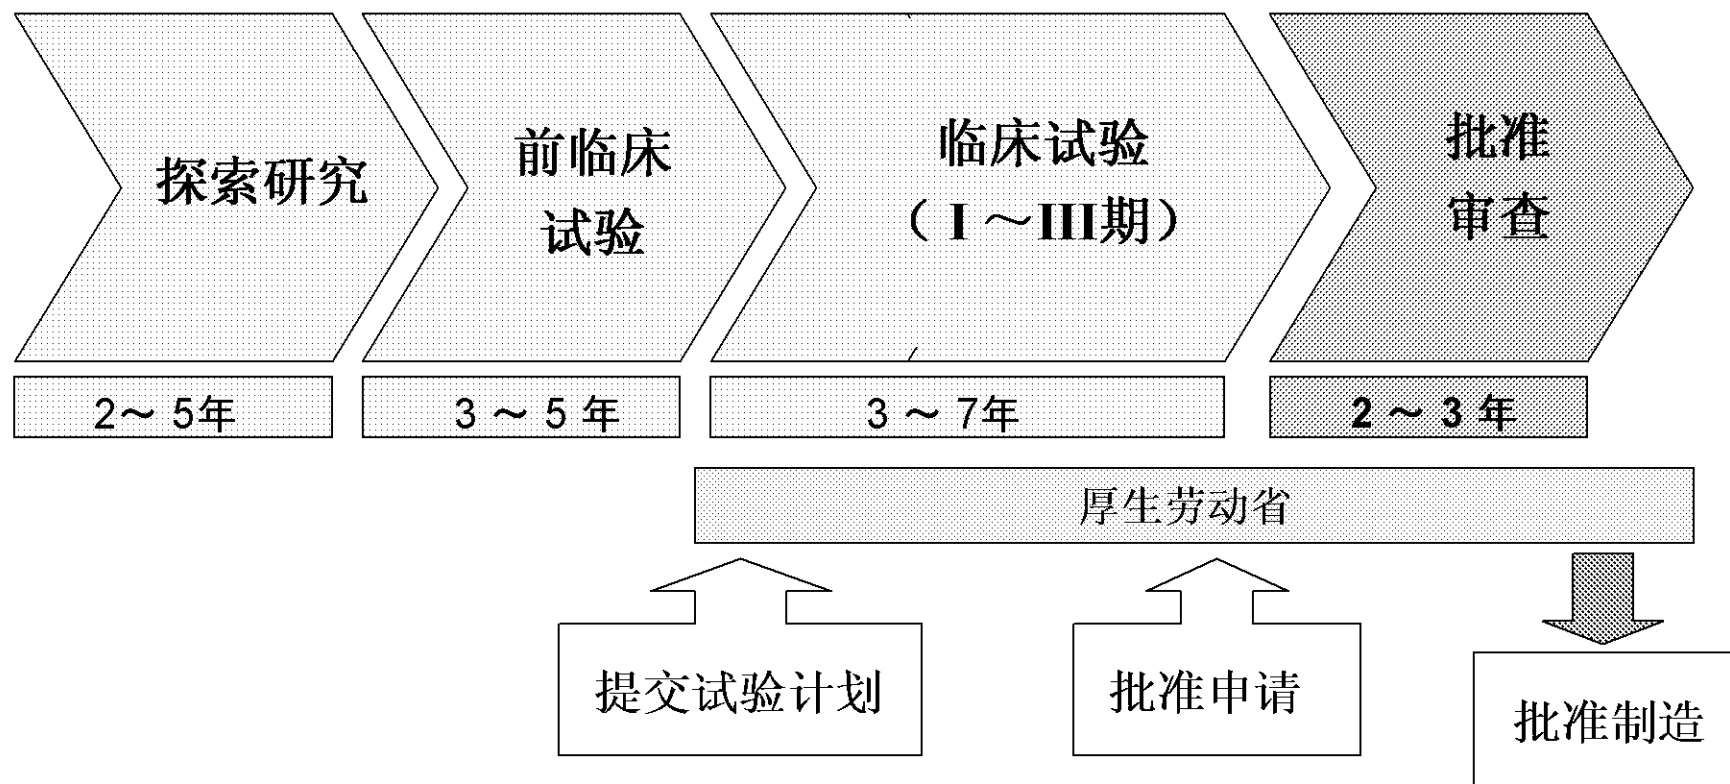 探索研究
前临床
试验
临床试验
（ I ～III期）
批准
审查
2～ 5年
3 ～ 5 年
3 ～ 7年
2 ～ 3 年
厚生劳动省
提交试验计划
批准申请
批准制造